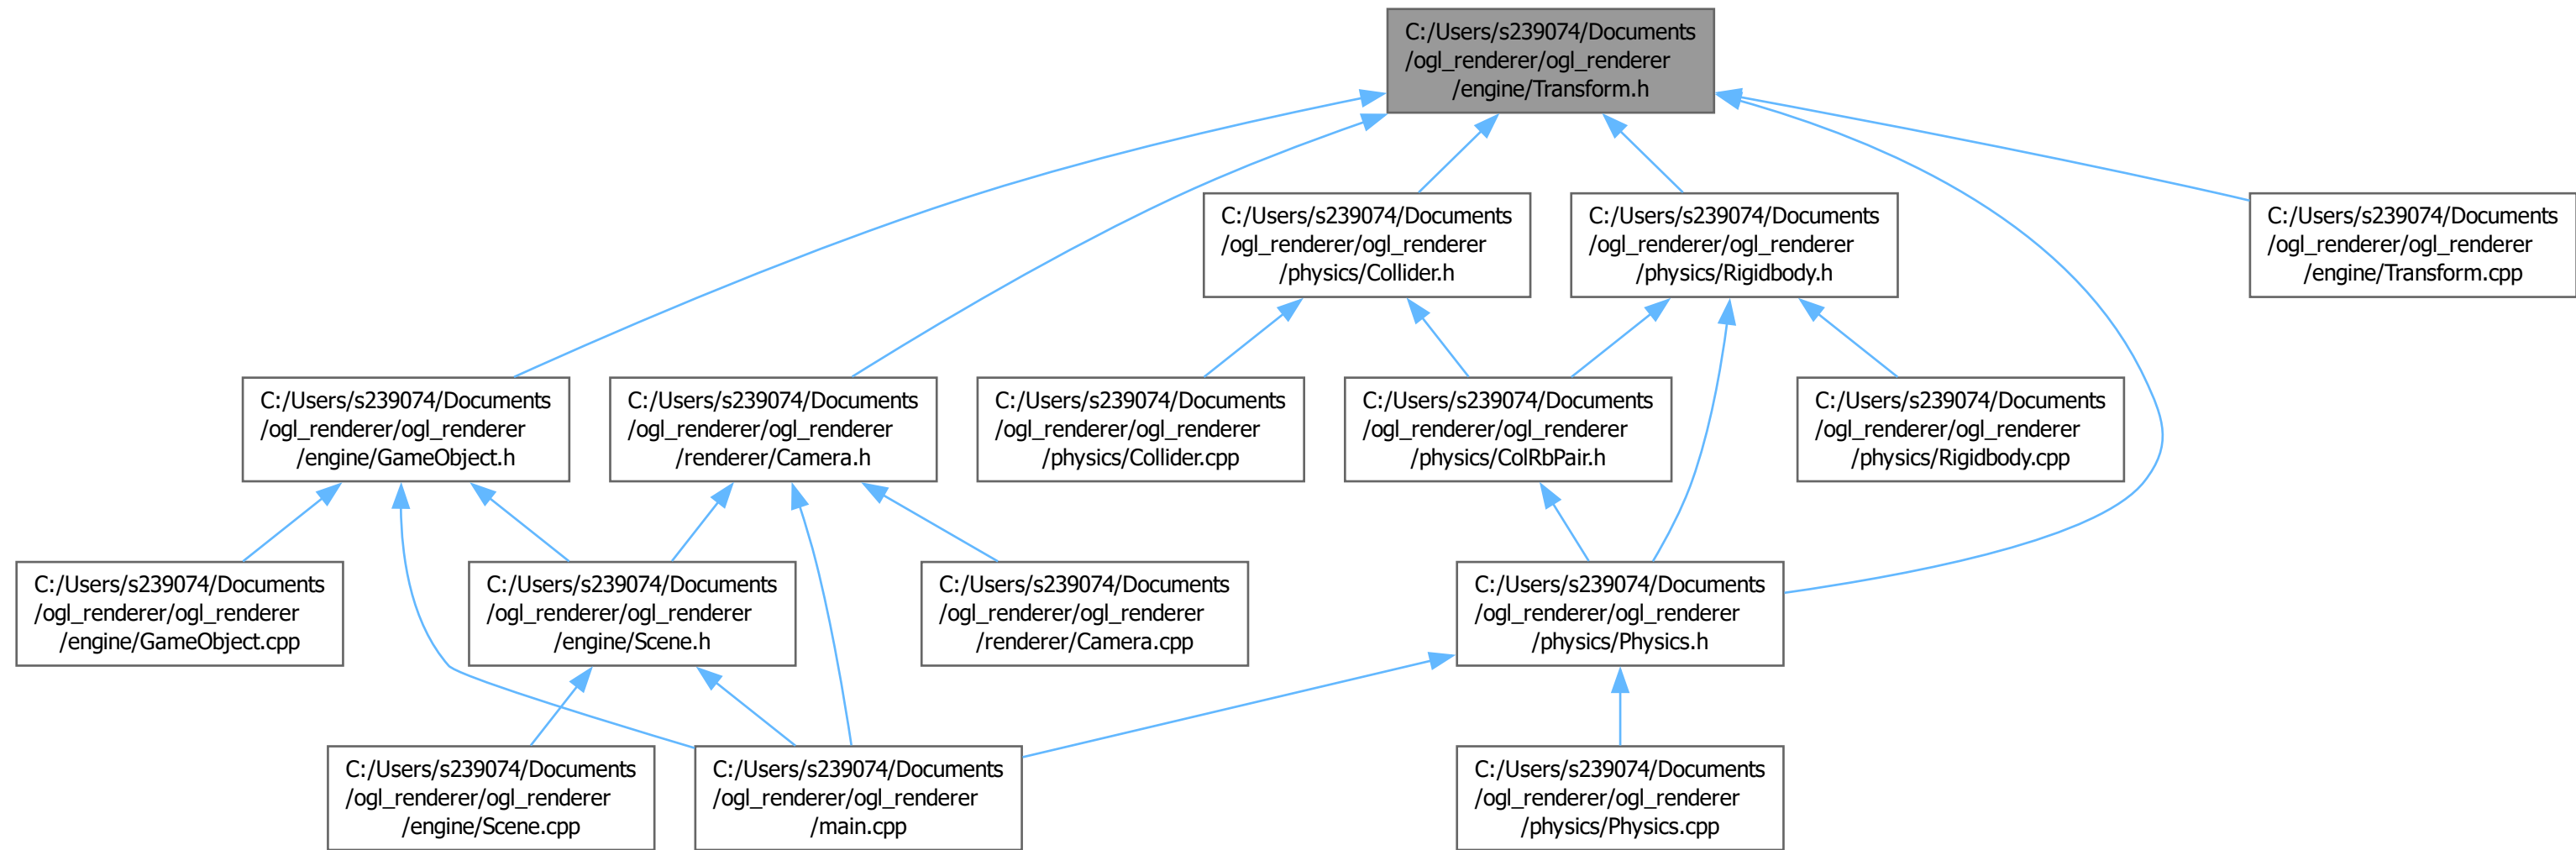 C:/Users/s239074/Documents
/ogl_renderer/ogl_renderer
/engine/Transform.h
C:/Users/s239074/Documents
/ogl_renderer/ogl_renderer
/physics/Collider.h
C:/Users/s239074/Documents
/ogl_renderer/ogl_renderer
/physics/Rigidbody.h
C:/Users/s239074/Documents
/ogl_renderer/ogl_renderer
/engine/Transform.cpp
C:/Users/s239074/Documents
/ogl_renderer/ogl_renderer
/engine/GameObject.h
C:/Users/s239074/Documents
/ogl_renderer/ogl_renderer
/renderer/Camera.h
C:/Users/s239074/Documents
/ogl_renderer/ogl_renderer
/physics/Collider.cpp
C:/Users/s239074/Documents
/ogl_renderer/ogl_renderer
/physics/ColRbPair.h
C:/Users/s239074/Documents
/ogl_renderer/ogl_renderer
/physics/Rigidbody.cpp
C:/Users/s239074/Documents
/ogl_renderer/ogl_renderer
/engine/GameObject.cpp
C:/Users/s239074/Documents
/ogl_renderer/ogl_renderer
/engine/Scene.h
C:/Users/s239074/Documents
/ogl_renderer/ogl_renderer
/renderer/Camera.cpp
C:/Users/s239074/Documents
/ogl_renderer/ogl_renderer
/physics/Physics.h
C:/Users/s239074/Documents
/ogl_renderer/ogl_renderer
/engine/Scene.cpp
C:/Users/s239074/Documents
/ogl_renderer/ogl_renderer
/main.cpp
C:/Users/s239074/Documents
/ogl_renderer/ogl_renderer
/physics/Physics.cpp